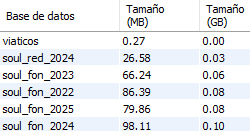 Base de datos Tamaño (MB) Tamaño (GB)
viaticos 0.27 0.00
soul_red_2024 26.58 0.03
soul_fon_2023 66.24 0.06
soul_fon_2022 86.39 0.08
soul_fon_2025 79.86 0.08
soul_fon_2024 98.11 0.10